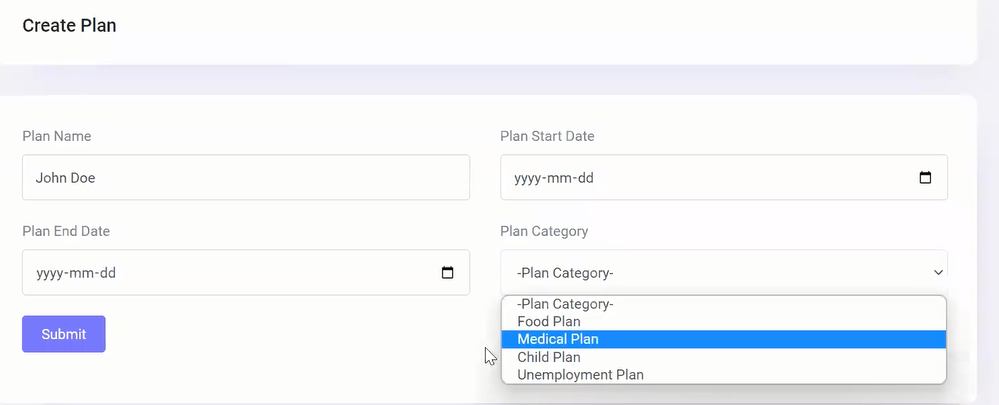 Create Plan
Plan Name
Plan Start Date
John Doe
yyyy-mm-dd
Plan End Date
Plan Category
yyyy-mm-dd
-Plan Category-
-Plan Category-
Food Plan
Medical Plan
Child Plan
Unemployment Plan
Submit